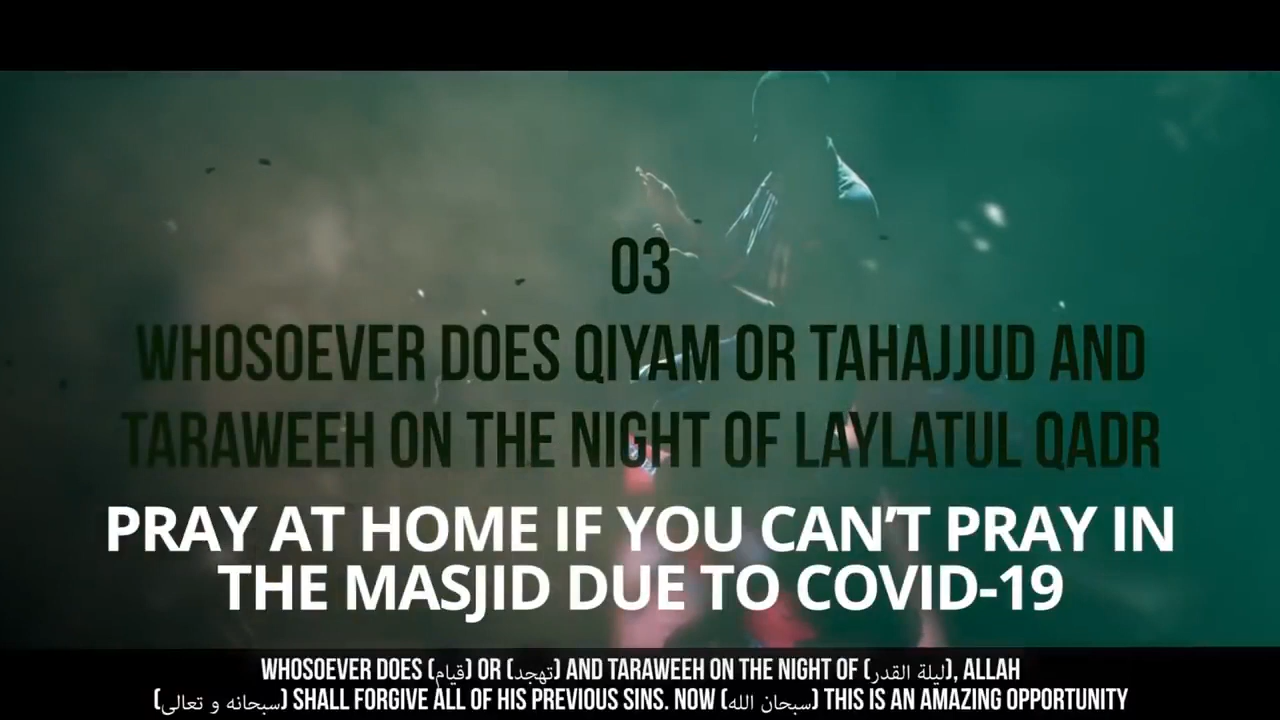 03
WHOSOEVER DOES QIYAM OR TAHAJJUD AND
TARAWEEH ON THE NIGHT OF LAYLATUL QADR
PRAY AT HOME IF YOU CAN'T PRAY IN
THE MASJID DUE TO COVID-19
WHOSOEVER DOES (قيام) OR (تهجد) AND TARAWEEH ON THE NIGHT OF (ليلة القدر), ALLAH
(سبحانه و تعالى) SHALL FORGIVE ALL OF HIS PREVIOUS SINS. NOW (سبحان الله) THIS IS AN AMAZING OPPORTUNITY